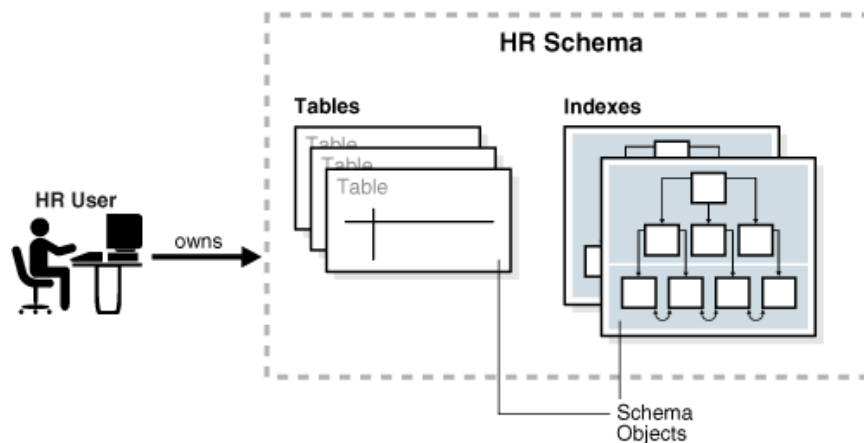 HR Schema
Tables
Indexes
Table
Table
Table
HR User
owns
Schema
Objects